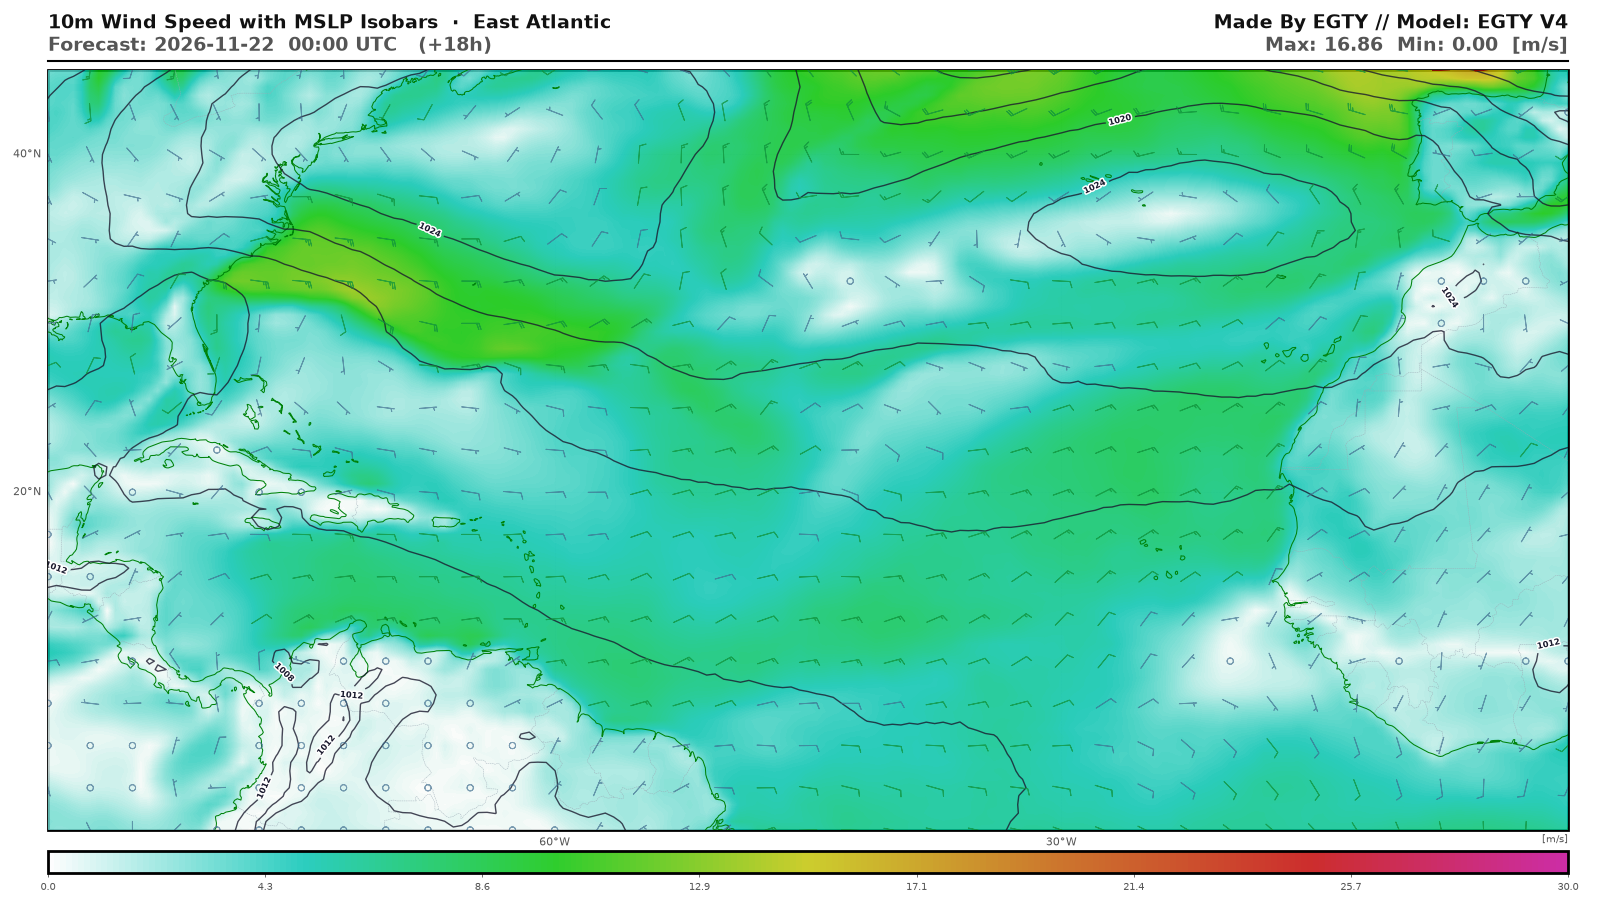 10m Wind Speed with MSLP Isobars · East Atlantic
Made By EGTY // Model: EGTY V4
Forecast: 2026-11-22 00:00 UTC (+18h)
Max: 16.86 Min: 0.00 [m/s]
1020
40°N
1024
1024
1024
20°N
1012
1012
1008
1012
1012
1012
60°W
30°W
[m/s]
0.0
4.3
8.6
12.9
17.1
21.4
25.7
30.0